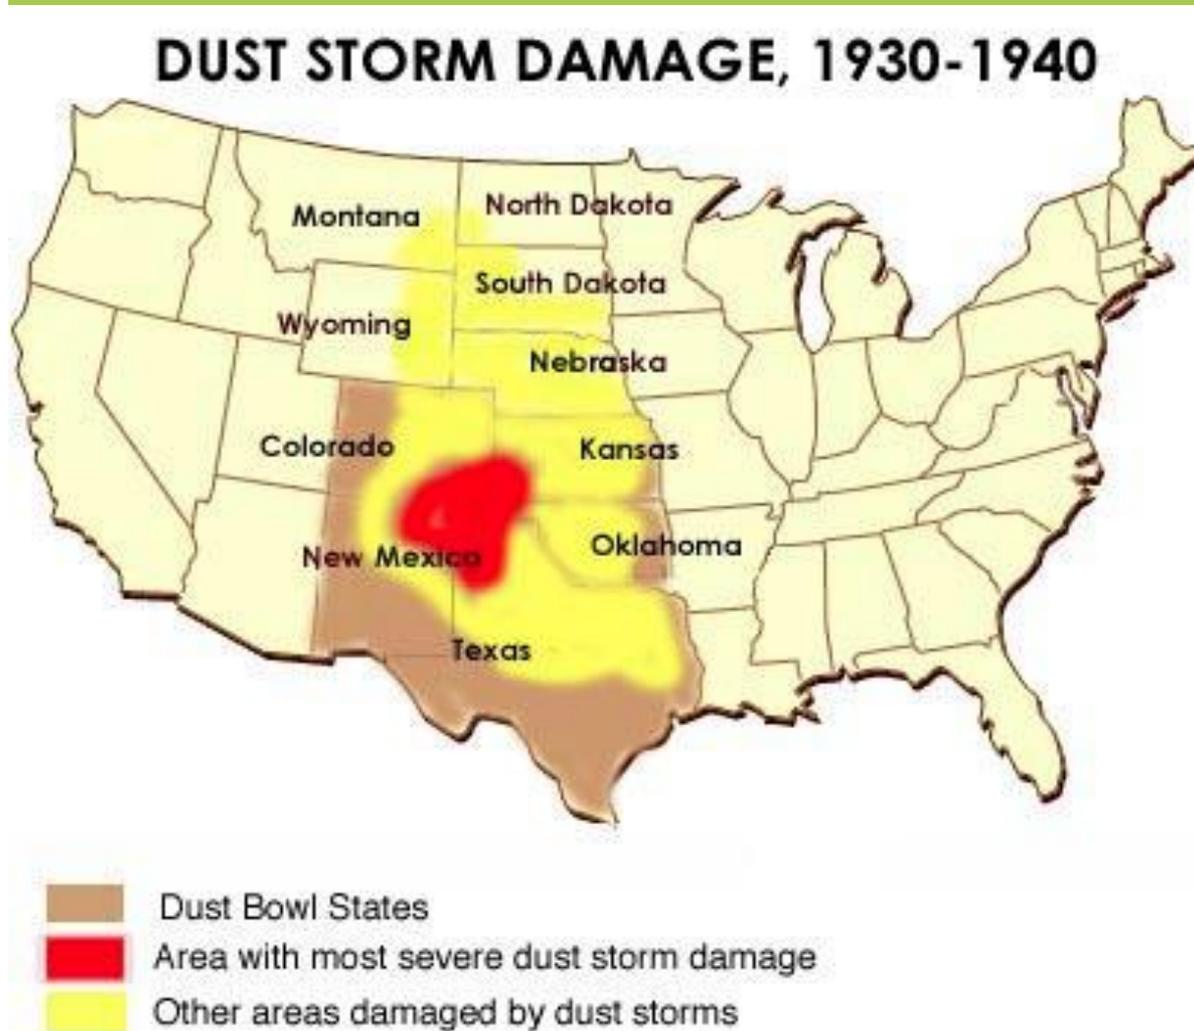 DUST STORM DAMAGE, 1930-1940
North Dakota
Montana
South Dakota
Wyoming
Nebraska
Colorado
Kansas
Oklahoma
New Mexico
Texas
Dust Bowl States
Area with most severe dust storm damage
Other areas damaged by dust storms